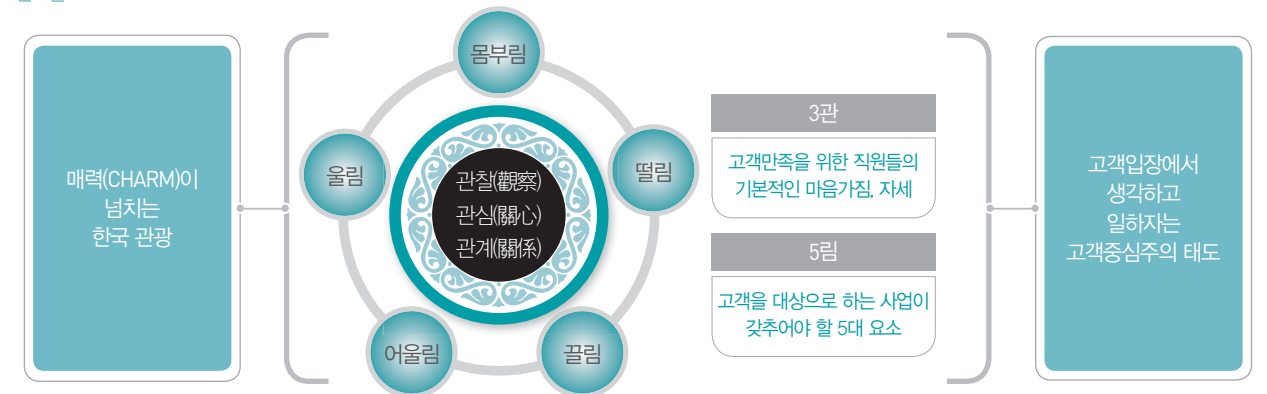 매력(CHARM)이
넘치는
한국 관광
몸부림
울림
떨림
어울림
끌림
관찰(觀察)
관심(關心)
관계(關係)
3관
고객만족을 위한 직원들의
기본적인 마음가짐, 자세
5림
고객을 대상으로 하는 사업이
갖추어야 할 5대 요소
고객입장에서
생각하고
일하자는
고객중심주의 태도